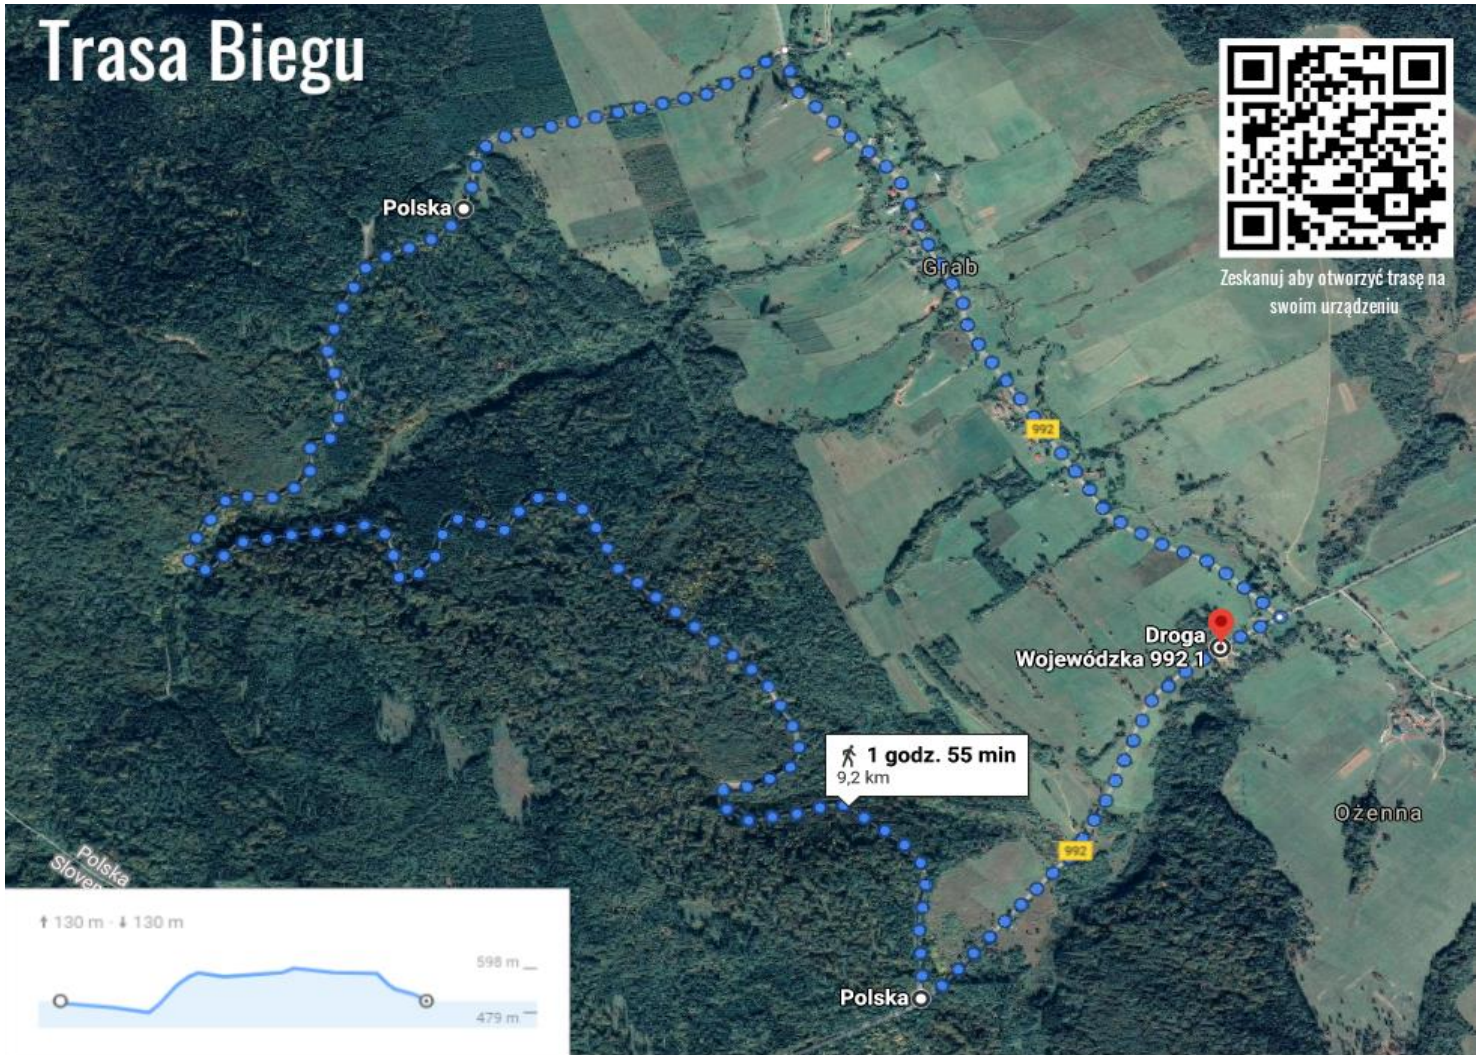 Trasa Biegu
Zeskanuj aby otworzyć trasę na
swoim urządzeniu
Polska
Grab
992
Droga
Wojewódzka 992 1
1 godz. 55 min
9,2 km
Ożenna
992
Polska
Polska
↑ 130 m · ↓ 130 m
598 m
479 m